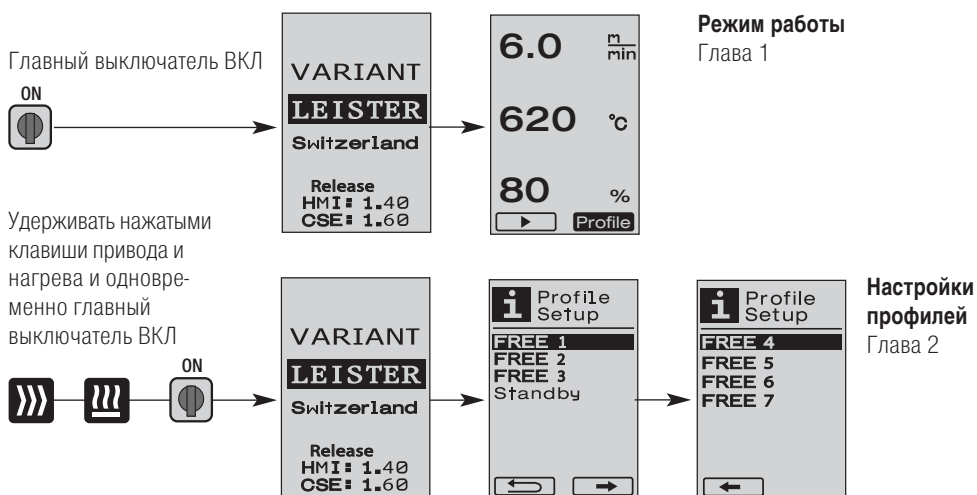 Главный выключатель ВКЛ
ON
VARIANT
LEISTER
Switzerland
Release
HMI: 1.40
CSE: 1.60
6.0 m/min
620 °C
80 %
Profile
Режим работы
Глава 1
Удерживать нажатыми
клавиши привода и
нагрева и одновре-
менно главный
выключатель ВКЛ
ON
VARIANT
LEISTER
Switzerland
Release
HMI: 1.40
CSE: 1.60
i Profile
Setup
FREE 1
FREE 2
FREE 3
Standby
i Profile
Setup
FREE 4
FREE 5
FREE 6
FREE 7
Настройки
профилей
Глава 2